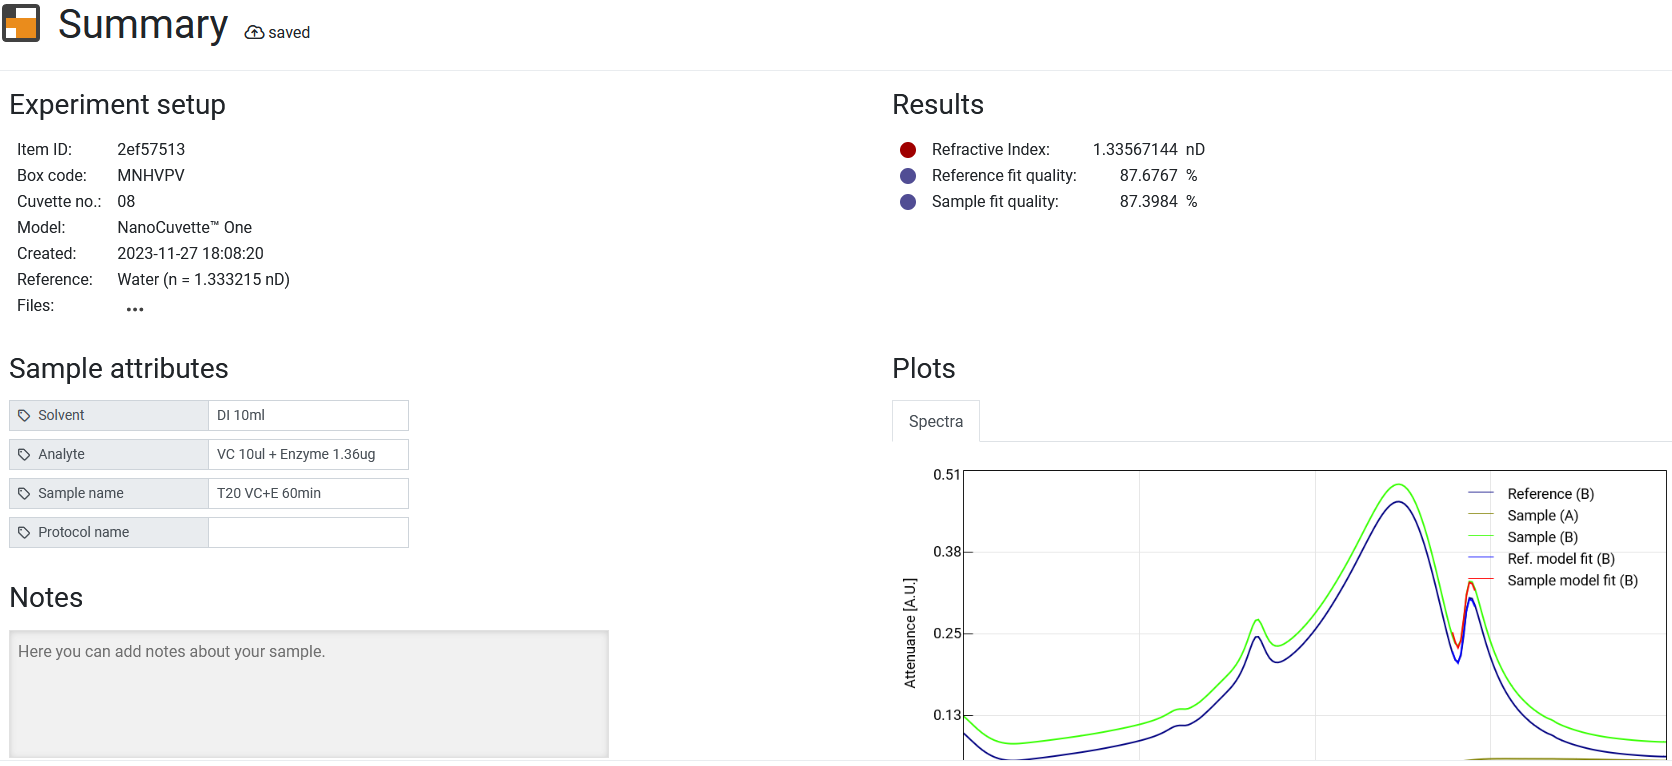 Summary saved
Experiment setup
Item ID: 2ef57513
Box code: MNHVPV
Cuvette no.: 08
Model: NanoCuvette™ One
Created: 2023-11-27 18:08:20
Reference: Water (n = 1.333215 nD)
Files: •••
Results
Refractive Index: 1.33567144 nD
Reference fit quality: 87.6767 %
Sample fit quality: 87.3984 %
Sample attributes
Solvent DI 10ml
Analyte VC 10ul + Enzyme 1.36ug
Sample name T20 VC+E 60min
Protocol name
Notes
Here you can add notes about your sample.
Plots
Spectra
0.51
0.38
0.25
0.13
Attenuance [A.U.]
Reference (B)
Sample (A)
Sample (B)
Ref. model fit (B)
Sample model fit (B)